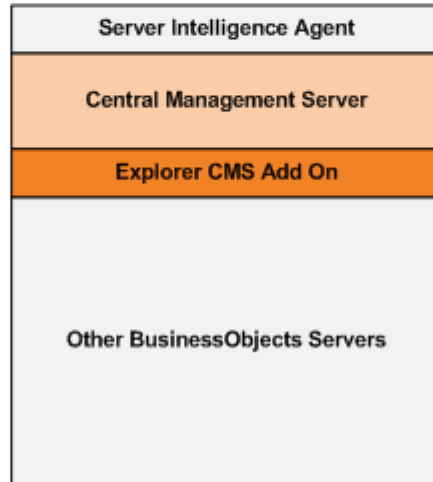 Server Intelligence Agent
Central Management Server
Explorer CMS Add On
Other BusinessObjects Servers